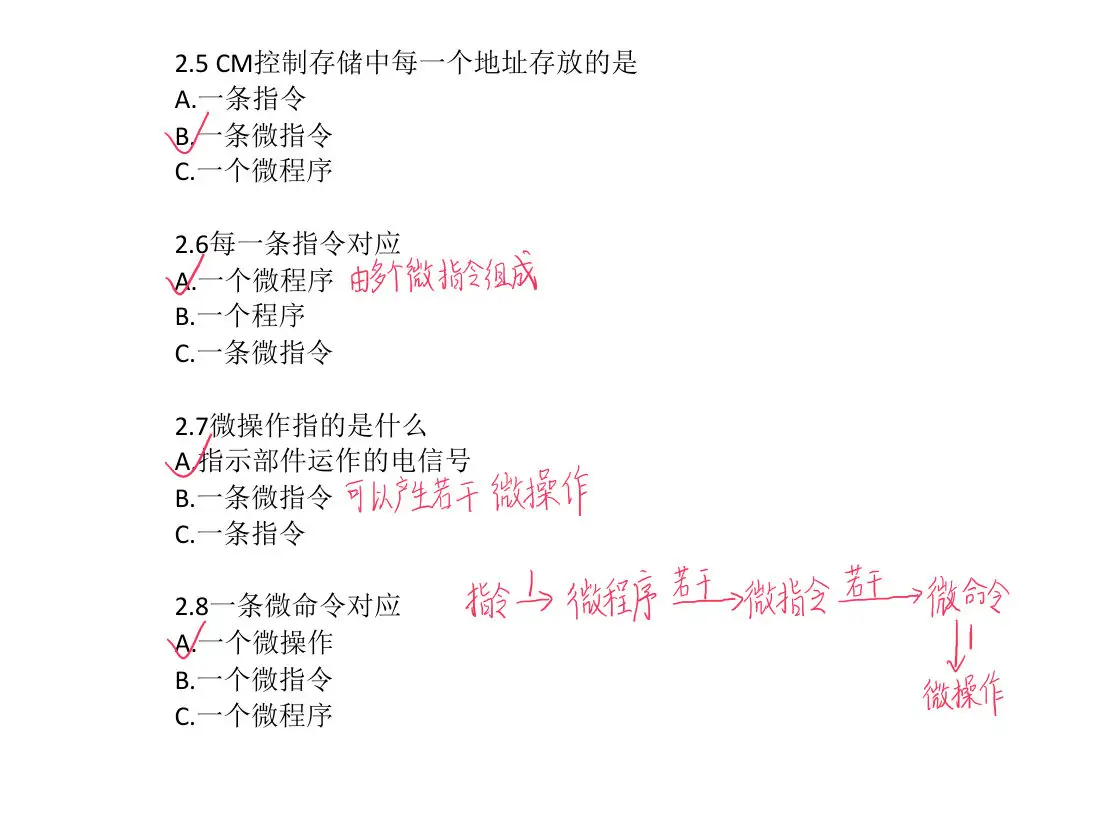 2.5 CM控制存储中每一个地址存放的是
A.一条指令
B.一条微指令
C.一个微程序
2.6每一条指令对应
A.一个微程序 由多个微指令组成
B.一个程序
C.一条微指令
2.7微操作指的是什么
A.指示部件运作的电信号
B.一条微指令 可以产生若干 微操作
C.一条指令
2.8一条微命令对应
指令 1→ 微程序 若干→ 微指令 若干→ 微命令
A.一个微操作
↓1
B.一个微指令
微操作
C.一个微程序